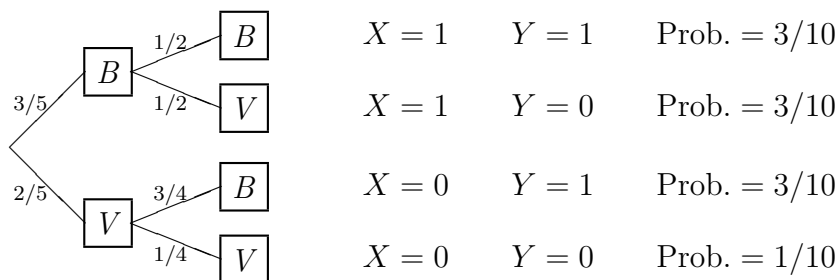 1/2 B X = 1 Y = 1 Prob. = 3/10
B
3/5 1/2 V X = 1 Y = 0 Prob. = 3/10
2/5 3/4 B X = 0 Y = 1 Prob. = 3/10
V
1/4 V X = 0 Y = 0 Prob. = 1/10